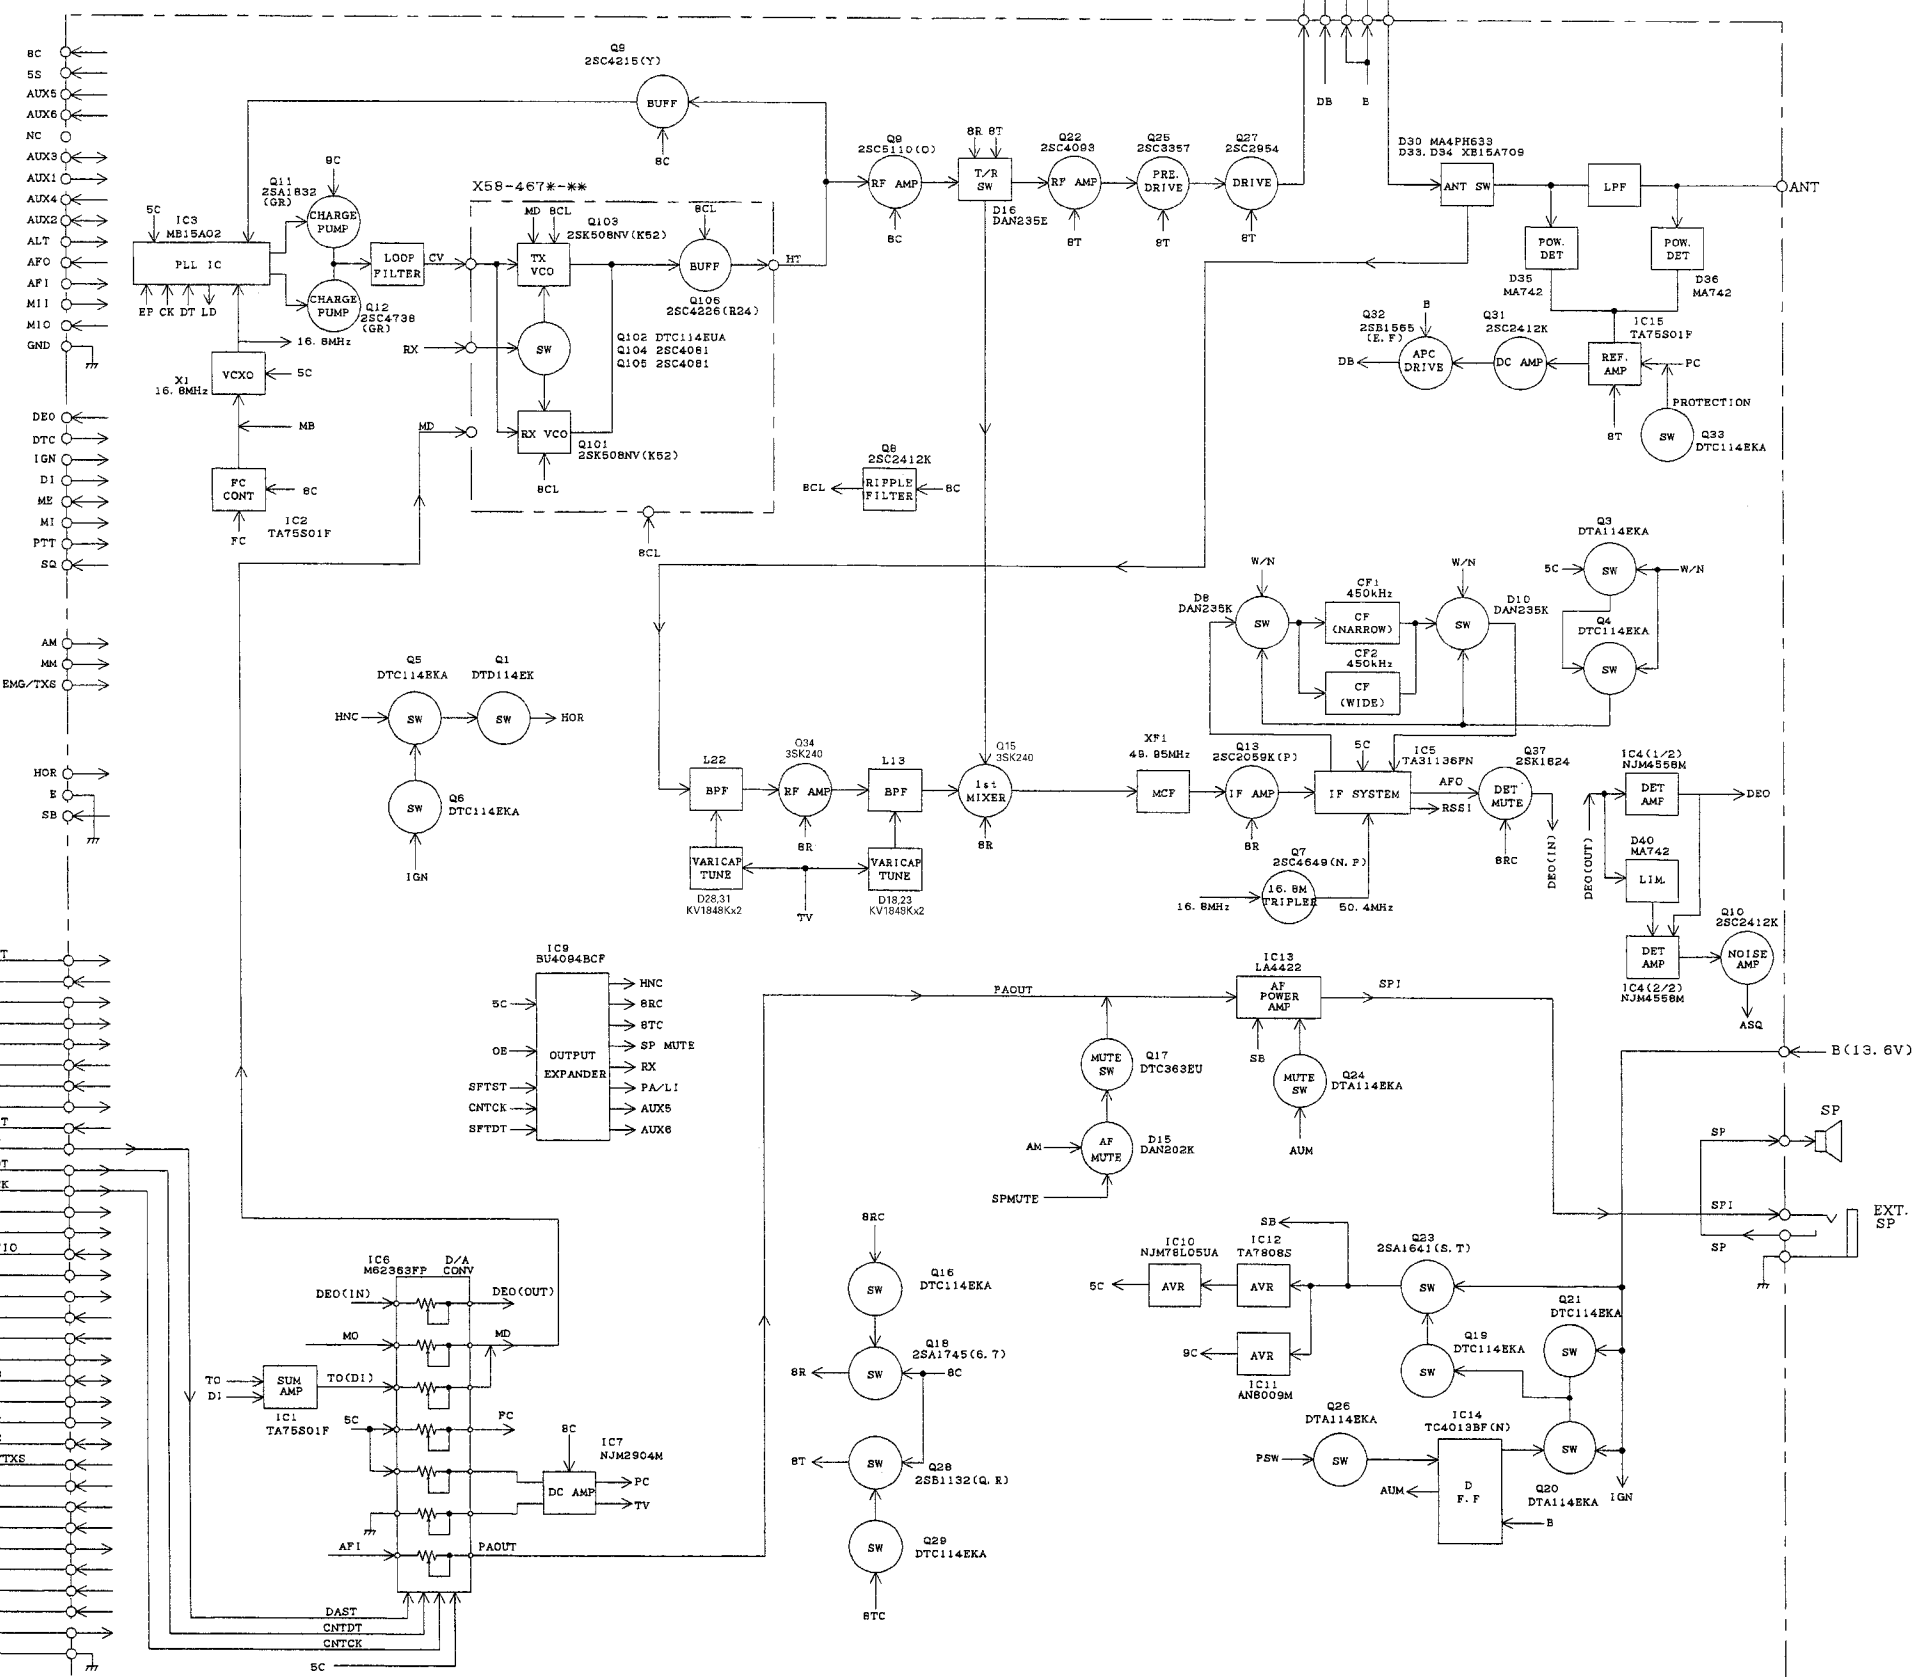 8C
5S
AUX5
AUX6
NC
AUX3
AUX1
AUX4
AUX2
ALT
AFO
AFI
MII
MIO
GND
DEO
DTC
IGN
DI
ME
MI
PTT
SQ
AM
MM
EMG/TXS
HOR
E
SB
Q9
2SC4215(Y)
BUFF
8C
9C
Q11
2SA1832
(GR)
CHARGE
PUMP
5C
IC3
MB15A02
PLL IC
EP CK DT LD
LOOP
FILTER
CV
CHARGE
PUMP
Q12
2SC4738
(GR)
16.8MHz
VCXO
5C
X1
16.8MHz
MB
FC
CONT
8C
IC2
TA75S01F
FC
X58-467*-**
MD 8CL
Q103
2SK508NV(K52)
TX
VCO
8CL
BUFF
HT
Q106
2SC4226(R24)
RX
SW
Q102 DTC114EUA
Q104 2SC4081
Q105 2SC4081
MD
RX VCO
Q101
2SK508NV(K52)
8CL
8CL
Q9
2SC5110(O)
RF AMP
8C
8R 8T
T/R
SW
D16
DAN235E
Q22
2SC4093
RF AMP
8T
Q25
2SC3357
PRE.
DRIVE
8T
Q27
2SC2954
DRIVE
8T
DB
B
D30 MA4PH633
D33,D34 XB15A709
ANT SW
LPF
ANT
POW.
DET
D35
MA742
POW.
DET
D36
MA742
IC15
TA75S01F
REF.
AMP
PC
8T
PROTECTION
SW
Q33
DTC114EKA
Q31
2SC2412K
DC AMP
B
Q32
2SB1565
(E,F)
APC
DRIVE
DB
Q8
2SC2412K
8CL
RIPPLE
FILTER
8C
Q3
DTA114EKA
5C
SW
W/N
Q4
DTC114EKA
SW
W/N
D8
DAN235K
SW
CF1
450kHz
CF
(NARROW)
CF2
450kHz
CF
(WIDE)
W/N
SW
D10
DAN235K
Q5
DTC114EKA
HNC
SW
Q1
DTD114EK
SW
HOR
SW
Q6
DTC114EKA
IGN
L22
BPF
Q34
3SK240
RF AMP
8R
L13
BPF
Q15
3SK240
1st
MIXER
8R
VARICAP
TUNE
D28,31
KV1848Kx2
TV
VARICAP
TUNE
D18,23
KV1848Kx2
XF1
49.95MHz
MCF
Q13
2SC2059K(P)
IF AMP
8R
5C
IC5
TA31136FN
IF SYSTEM
AFO
RSSI
Q37
2SK1824
DET
MUTE
8RC
DEO(IN)
Q7
2SC4649(N,P)
16.8M
TRIPLER
16.8MHz
50.4MHz
DEO(OUT)
IC4(1/2)
NJM4558M
DET
AMP
DEO
D40
MA742
LIM.
DET
AMP
IC4(2/2)
NJM4558M
Q10
2SC2412K
NOISE
AMP
ASQ
IC9
BU4094BCF
OUTPUT
EXPANDER
5C
OE
SFTST
CNTCK
SFTDT
HNC
8RC
8TC
SP MUTE
RX
PA/LI
AUX5
AUX6
PAOUT
IC13
LA4422
AF
POWER
AMP
SPI
SB
MUTE
SW
Q24
DTA114EKA
AUM
MUTE
SW
Q17
DTC363EU
AM
AF
MUTE
D15
DAN202K
SPMUTE
B(13.6V)
SP
SP
SPI
SP
EXT.
SP
IC6
M62363FP
D/A
CONV
DEO(IN)
DEO(OUT)
MO
MD
TO
DI
SUM
AMP
IC1
TA75S01F
TO(DI)
5C
FC
8C
IC7
NJM2904M
DC AMP
PC
TV
AFI
PAOUT
DAST
CNTDT
CNTCK
5C
8RC
SW
Q16
DTC114EKA
Q18
2SA1745(6,7)
8R
SW
8C
8T
SW
Q28
2SB1132(Q,R)
SW
Q29
DTC114EKA
8TC
SB
IC10
NJM78L05UA
5C
AVR
IC12
TA7808S
AVR
9C
AVR
IC11
AN8009M
Q23
2SA1641(S,T)
SW
Q19
DTC114EKA
SW
Q21
DTC114EKA
SW
Q26
DTA114EKA
PSW
SW
IC14
TC4013BF(N)
D
F.F
AUM
B
SW
Q20
DTA114EKA
IGN
T
T
DT
K
IO
/TXS